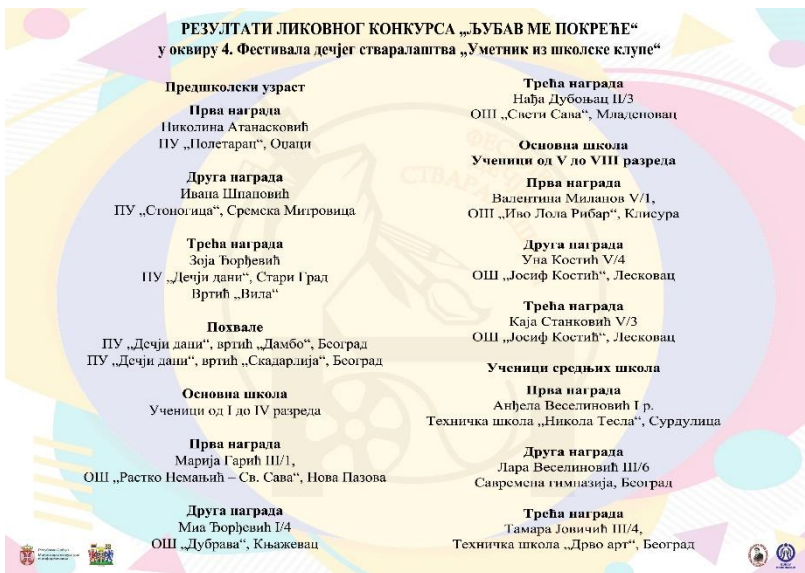 РЕЗУЛТАТИ ЛИКОВНОГ КОНКУРСА „ЉУБАВ МЕ ПОКРЕЋЕ“
у оквиру 4. Фестивала дечјег стваралаштва „Уметник из школске клупе“
Предшколски узраст
Прва награда
Николина Атанасковић
ПУ „Полетарац“, Оџаци
Друга награда
Ивана Шпановић
ПУ „Стоногица“, Сремска Митровица
Трећа награда
Зоја Ђорђевић
ПУ „Дечји дани“, Стари Град
Вртић „Вила“
Похвале
ПУ „Дечји дани“, вртић „Дамбо“, Београд
ПУ „Дечји дани“, вртић „Скадарлија“, Београд
Основна школа
Ученици од I до IV разреда
Прва награда
Марија Гарић III/1,
ОШ „Растко Немањић – Св. Сава“, Нова Пазова
Друга награда
Миа Ђорђевић I/4
ОШ „Дубрава“, Књажевац
Трећа награда
Нађа Дубоњац II/3
ОШ „Свети Сава“, Младеновац
Основна школа
Ученици од V до VIII разреда
Прва награда
Валентина Миланов V/1,
ОШ „Иво Лола Рибар“, Клисура
Друга награда
Уна Костић V/4
ОШ „Јосиф Костић“, Лесковац
Трећа награда
Каја Станковић V/3
ОШ „Јосиф Костић“, Лесковац
Ученици средњих школа
Прва награда
Анђела Веселиновић I р.
Техничка школа „Никола Тесла“, Сурдулица
Друга награда
Лара Веселиновић III/6
Савремена гимназија, Београд
Трећа награда
Тамара Јовичић III/4,
Техничка школа „Дрво арт“, Београд